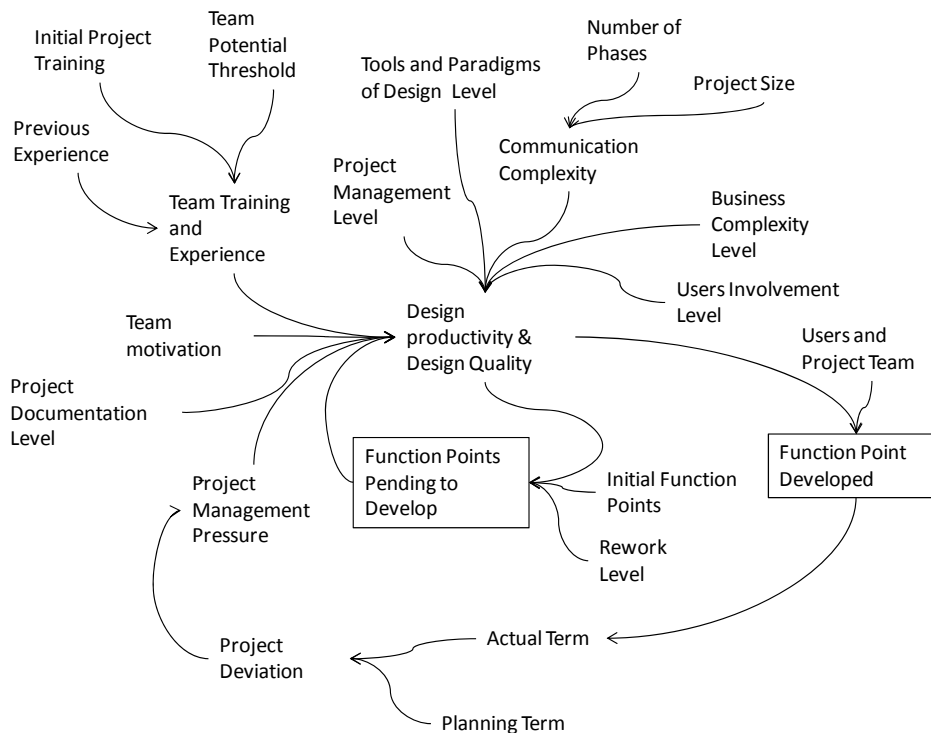 Team
Potential
Threshold
Initial Project
Training
Number of
Phases
Tools and Paradigms
of Design Level
Project Size
Previous
Experience
Communication
Complexity
Project
Management
Level
Team Training
and
Experience
Business
Complexity
Level
Users Involvement
Level
Design
productivity &
Design Quality
Team
motivation
Users and
Project Team
Project
Documentation
Level
Function Points
Pending to
Develop
Function Point
Developed
Initial Function
Points
Project
Management
Pressure
Rework
Level
Actual Term
Project
Deviation
Planning Term